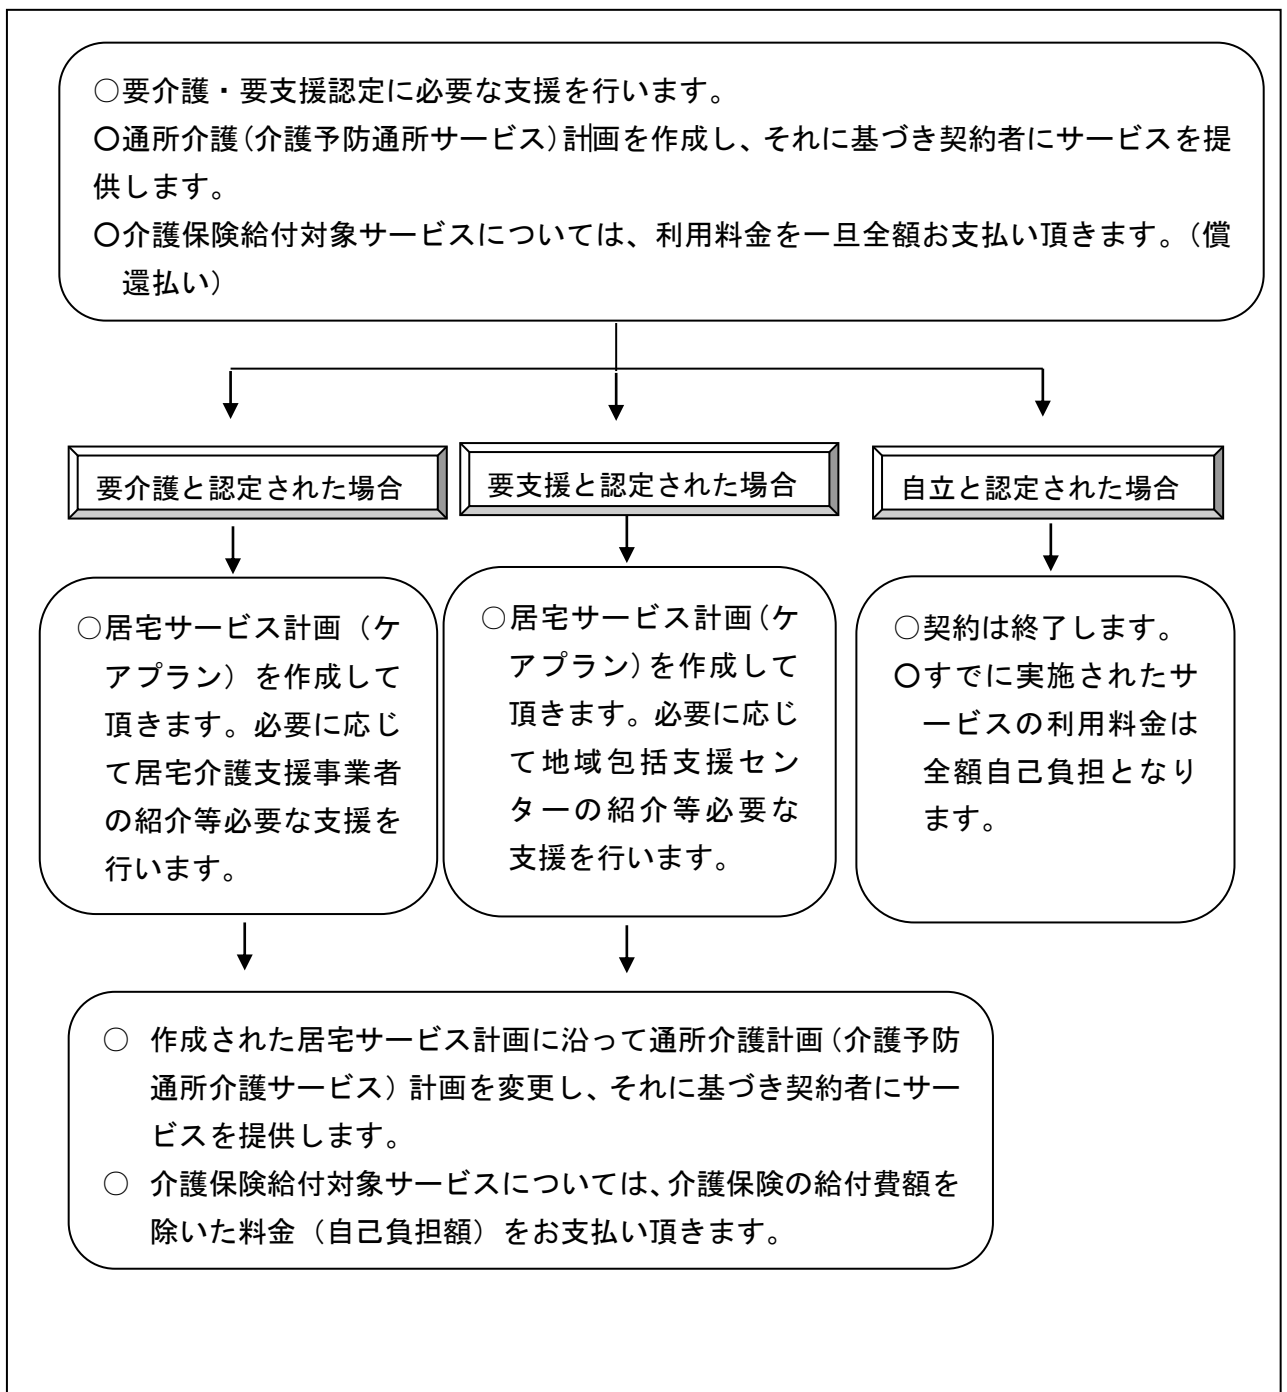 ○要介護・要支援認定に必要な支援を行います。
○通所介護(介護予防通所サービス)計画を作成し、それに基づき契約者にサービスを提
供します。
○介護保険給付対象サービスについては、利用料金を一旦全額お支払い頂きます。(償
還払い)
要介護と認定された場合
要支援と認定された場合
自立と認定された場合
○居宅サービス計画(ケ
アプラン)を作成して
頂きます。必要に応じ
て居宅介護支援事業者
の紹介等必要な支援を
行います。
○居宅サービス計画(ケ
アプラン)を作成して
頂きます。必要に応じ
て地域包括支援セン
ターの紹介等必要な
支援を行います。
○契約は終了します。
○すでに実施されたサ
ービスの利用料金は
全額自己負担となり
ます。
○ 作成された居宅サービス計画に沿って通所介護計画(介護予防
通所介護サービス)計画を変更し、それに基づき契約者にサー
ビスを提供します。
○ 介護保険給付対象サービスについては、介護保険の給付費額を
除いた料金(自己負担額)をお支払い頂きます。